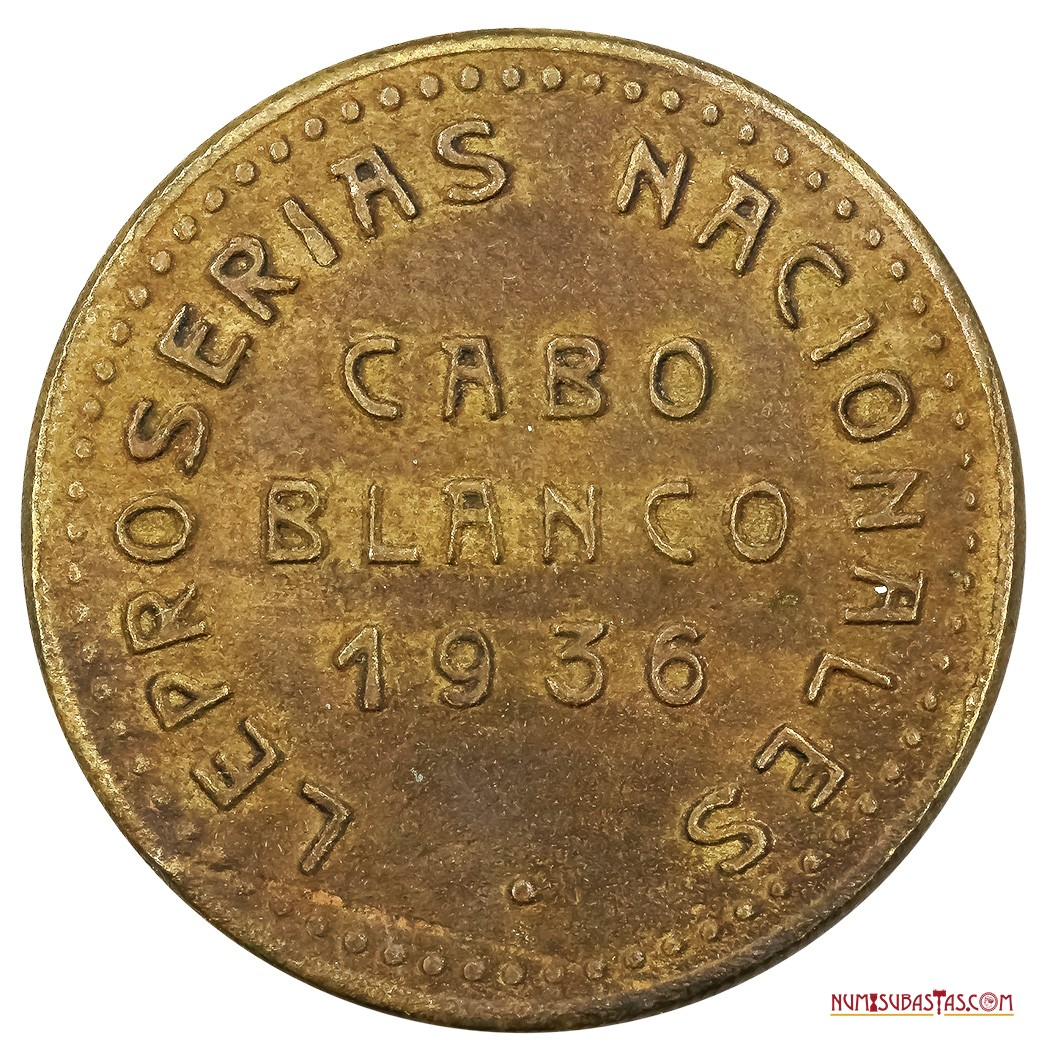 LEPROSERIAS NACIONALES
CABO
BLANCO
1936
NUMISUBASTAS.COM